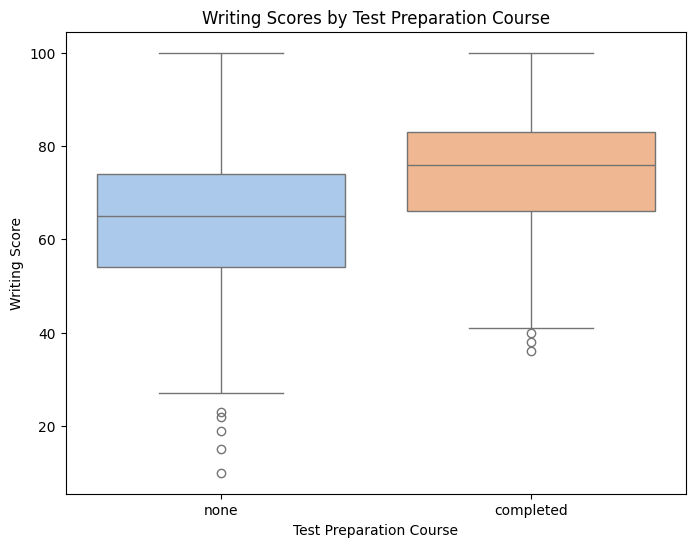 Writing Scores by Test Preparation Course
100
80
60
40
20
Writing Score
none
completed
Test Preparation Course